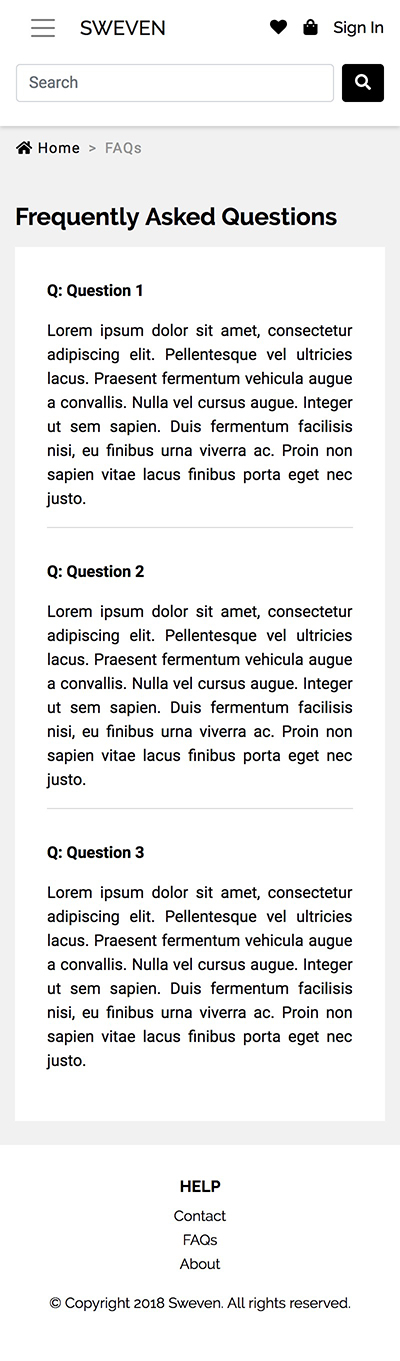 SWEVEN Sign In
Search
Home > FAQs
Frequently Asked Questions
Q: Question 1
Lorem ipsum dolor sit amet, consectetur
adipiscing elit. Pellentesque vel ultricies
lacus. Praesent fermentum vehicula augue
a convallis. Nulla vel cursus augue. Integer
ut sem sapien. Duis fermentum facilisis
nisi, eu finibus urna viverra ac. Proin non
sapien vitae lacus finibus porta eget nec
justo.
Q: Question 2
Lorem ipsum dolor sit amet, consectetur
adipiscing elit. Pellentesque vel ultricies
lacus. Praesent fermentum vehicula augue
a convallis. Nulla vel cursus augue. Integer
ut sem sapien. Duis fermentum facilisis
nisi, eu finibus urna viverra ac. Proin non
sapien vitae lacus finibus porta eget nec
justo.
Q: Question 3
Lorem ipsum dolor sit amet, consectetur
adipiscing elit. Pellentesque vel ultricies
lacus. Praesent fermentum vehicula augue
a convallis. Nulla vel cursus augue. Integer
ut sem sapien. Duis fermentum facilisis
nisi, eu finibus urna viverra ac. Proin non
sapien vitae lacus finibus porta eget nec
justo.
HELP
Contact
FAQs
About
© Copyright 2018 Sweven. All rights reserved.